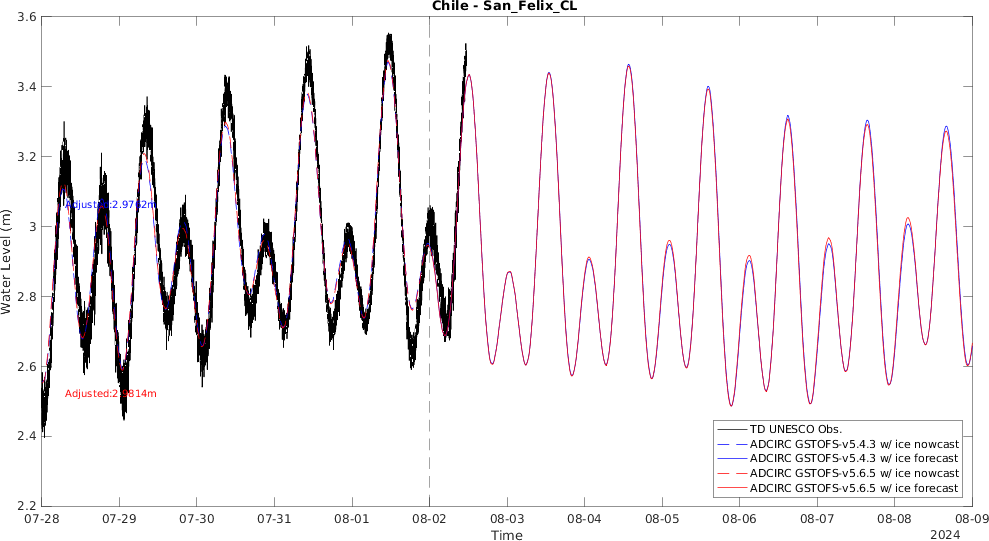 Chile - San_Felix_CL
3.6
3.4
3.2
3
2.8
2.6
2.4
2.2
Water Level (m)
Adjusted:2.9762m
TD UNESCO Obs.
ADCIRC GSTOFS-v5.4.3 w/ ice nowcast
ADCIRC GSTOFS-v5.4.3 w/ ice forecast
ADCIRC GSTOFS-v5.6.5 w/ ice nowcast
ADCIRC GSTOFS-v5.6.5 w/ ice forecast
07-28 07-29 07-30 07-31 08-01 08-02 08-03 08-04 08-05 08-06 08-07 08-08 08-09
Time
2024